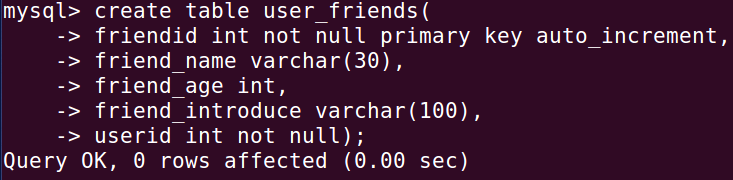 mysql> create table user_friends(
    -> friendid int not null primary key auto_increment,
    -> friend_name varchar(30),
    -> friend_age int,
    -> friend_introduce varchar(100),
    -> userid int not null);
Query OK, 0 rows affected (0.00 sec)